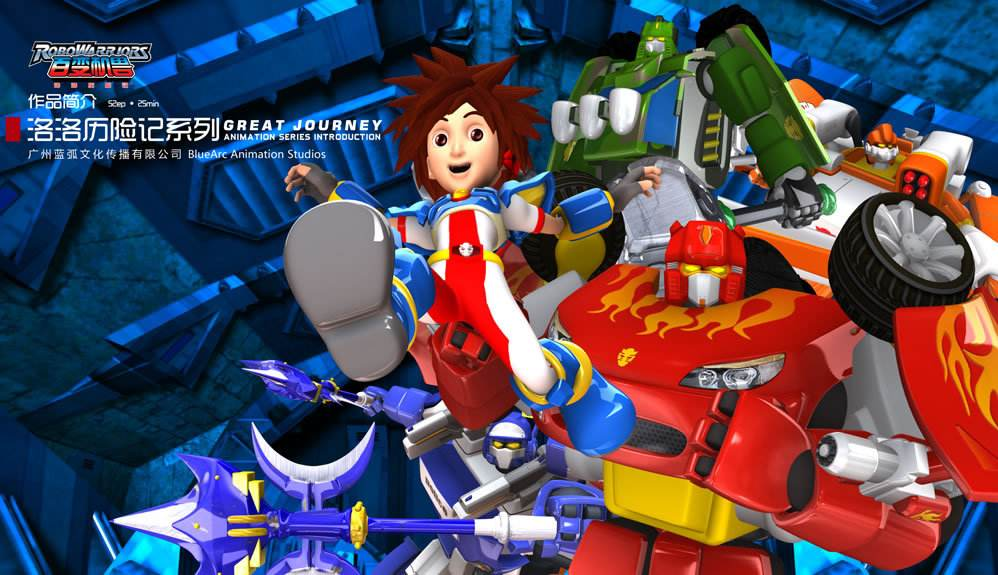 ROBOWARRIORS
百变机兽
作品简介 52ep • 25min
洛洛历险记系列 GREAT JOURNEY
ANIMATION SERIES INTRODUCTION
广州蓝弧文化传播有限公司 BlueArc Animation Studios